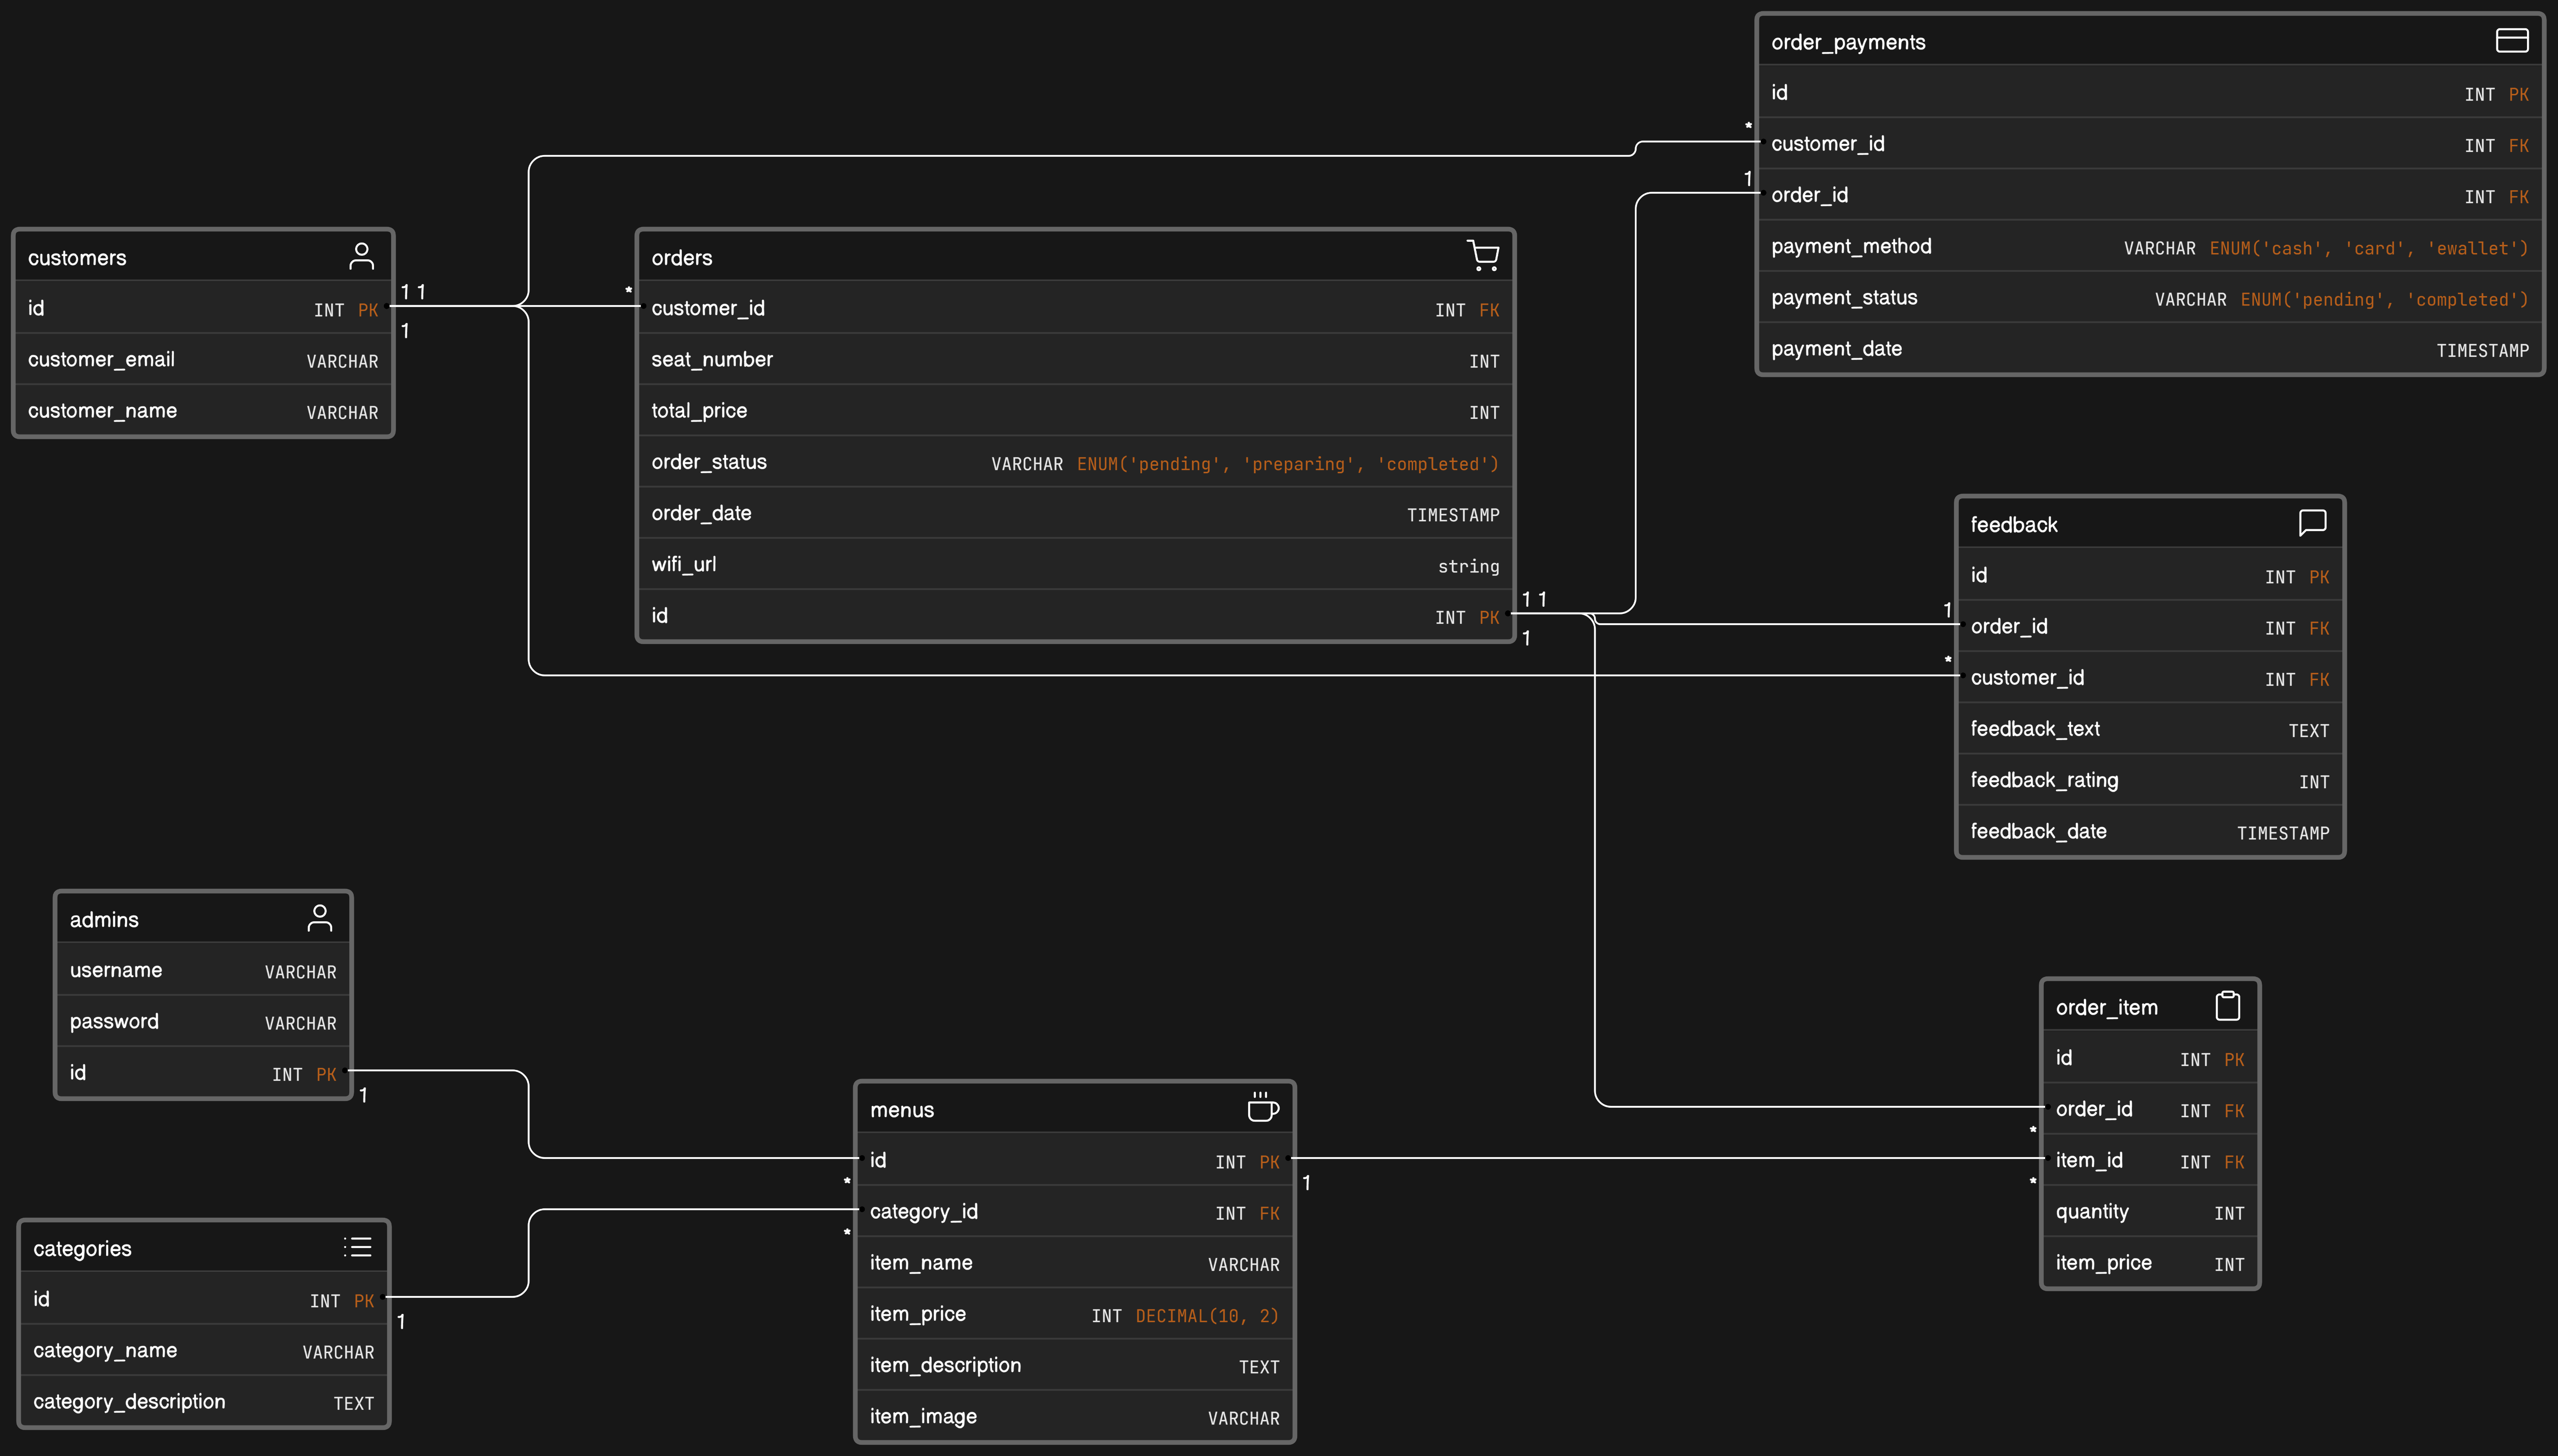 order_payments
id INT PK
customer_id INT FK
order_id INT FK
payment_method VARCHAR ENUM('cash', 'card', 'ewallet')
payment_status VARCHAR ENUM('pending', 'completed')
payment_date TIMESTAMP
*
1
customers
id INT PK
customer_email VARCHAR
customer_name VARCHAR
1 1
1
*
orders
customer_id INT FK
seat_number INT
total_price INT
order_status VARCHAR ENUM('pending', 'preparing', 'completed')
order_date TIMESTAMP
wifi_url string
id INT PK
1 1
1
1
*
feedback
id INT PK
order_id INT FK
customer_id INT FK
feedback_text TEXT
feedback_rating INT
feedback_date TIMESTAMP
admins
username VARCHAR
password VARCHAR
id INT PK
1
categories
id INT PK
category_name VARCHAR
category_description TEXT
1
*
*
menus
id INT PK
category_id INT FK
item_name VARCHAR
item_price INT DECIMAL(10, 2)
item_description TEXT
item_image VARCHAR
1
*
*
order_item
id INT PK
order_id INT FK
item_id INT FK
quantity INT
item_price INT